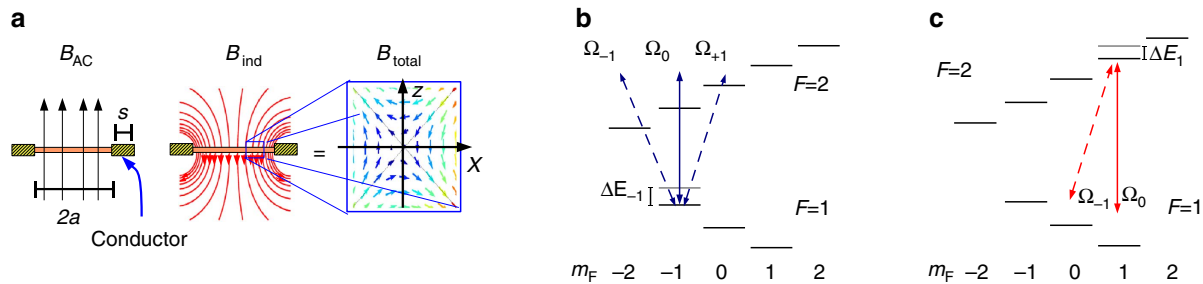 a
B_AC
B_ind
B_total
s
z
=
X
2a
Conductor
b
Ω_-1
Ω_0
Ω_+1
F=2
ΔE_-1
F=1
m_F –2 –1 0 1 2
c
F=2
ΔE_1
Ω_-1
Ω_0
F=1
m_F –2 –1 0 1 2